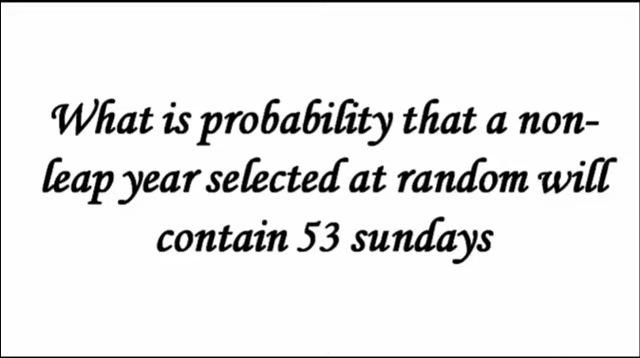 What is probability that a non-
leap year selected at random will
contain 53 sundays